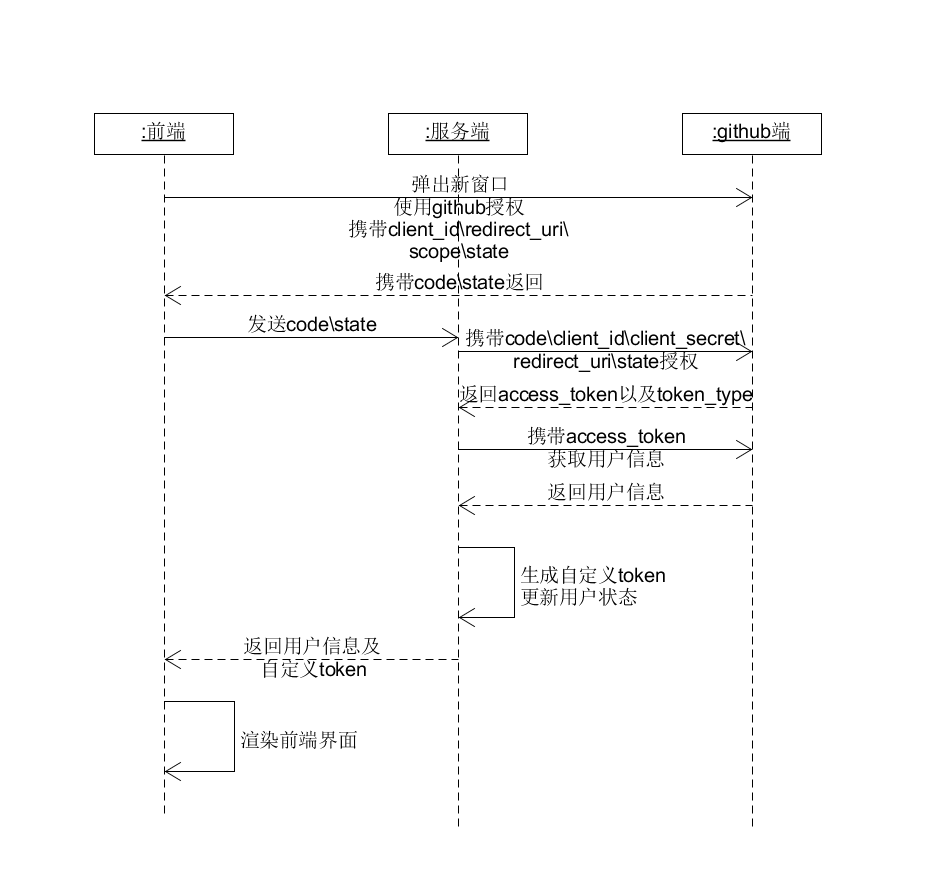 :前端
:服务端
:github端
弹出新窗口
使用github授权
携带client_id\redirect_uri\
scope\state
携带code\state返回
发送code\state
携带code\client_id\client_secret\
redirect_uri\state授权
返回access_token以及token_type
携带access_token
获取用户信息
返回用户信息
生成自定义token
更新用户状态
返回用户信息及
自定义token
渲染前端界面